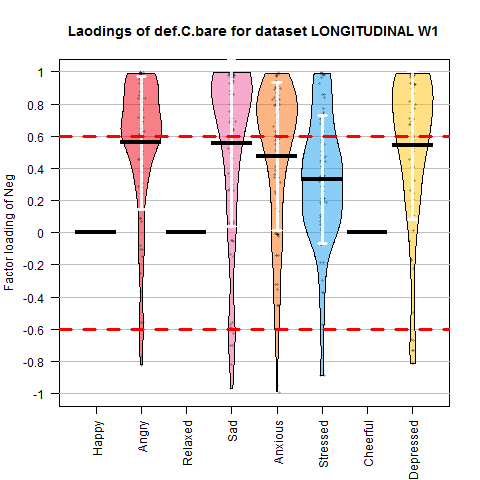 Laodings of def.C.bare for dataset LONGITUDINAL W1
Factor loading of Neg
1
0.8
0.6
0.4
0.2
0
-0.2
-0.4
-0.6
-0.8
-1
Happy
Angry
Relaxed
Sad
Anxious
Stressed
Cheerful
Depressed